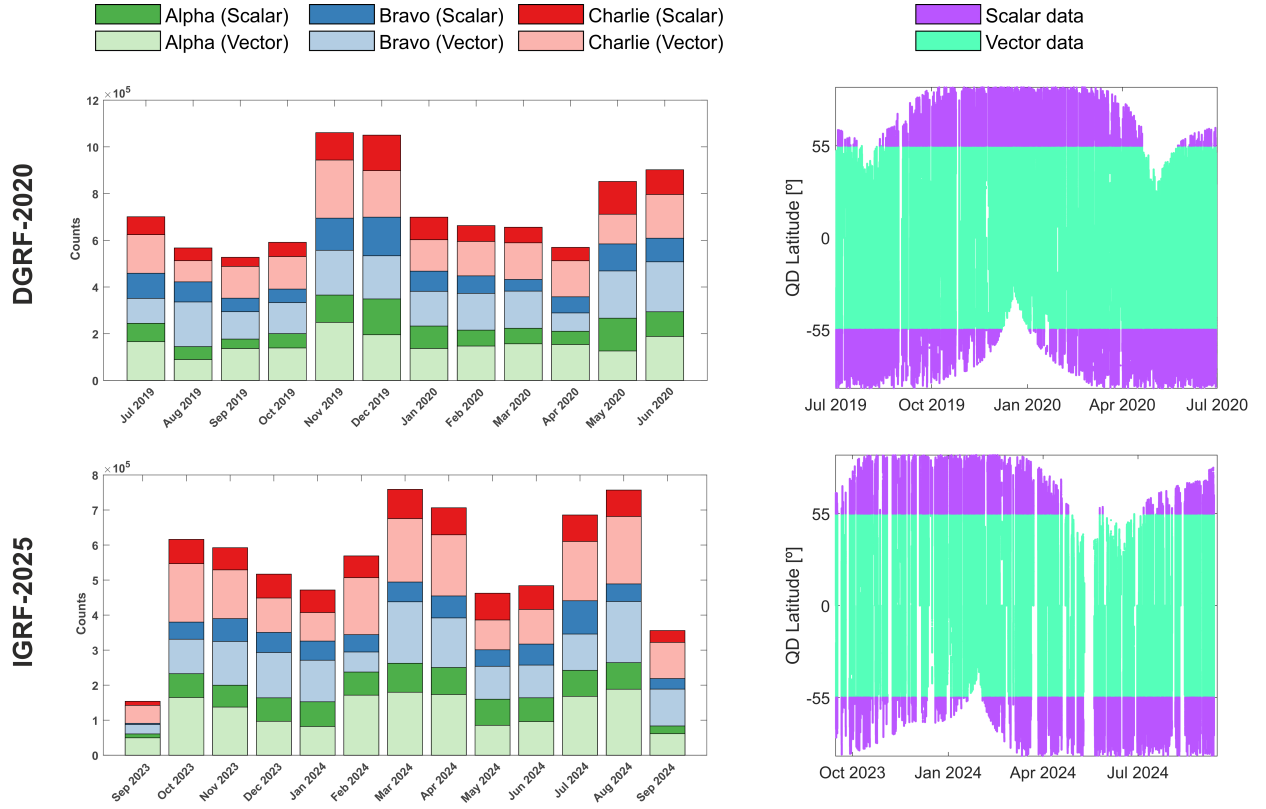 Alpha (Scalar) Bravo (Scalar) Charlie (Scalar) Scalar data
Alpha (Vector) Bravo (Vector) Charlie (Vector) Vector data
DGRF-2020
×10⁵
Counts
12
10
8
6
4
2
0
Jul 2019 Aug 2019 Sep 2019 Oct 2019 Nov 2019 Dec 2019 Jan 2020 Feb 2020 Mar 2020 Apr 2020 May 2020 Jun 2020
QD Latitude [º]
55
0
-55
Jul 2019 Oct 2019 Jan 2020 Apr 2020 Jul 2020
IGRF-2025
×10⁵
Counts
8
7
6
5
4
3
2
1
0
Sep 2023 Oct 2023 Nov 2023 Dec 2023 Jan 2024 Feb 2024 Mar 2024 Apr 2024 May 2024 Jun 2024 Jul 2024 Aug 2024 Sep 2024
QD Latitude [º]
55
0
-55
Oct 2023 Jan 2024 Apr 2024 Jul 2024